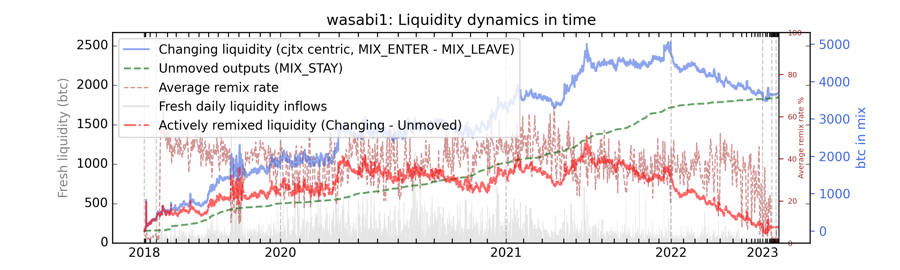 wasabi1: Liquidity dynamics in time
Changing liquidity (cjtx centric, MIX_ENTER - MIX_LEAVE)
Unmoved outputs (MIX_STAY)
Average remix rate
Fresh daily liquidity inflows
Actively remixed liquidity (Changing - Unmoved)
Fresh liquidity (btc)
2500
2000
1500
1000
500
0
2018
2020
2021
2022
2023
100
80
60
40
20
0
Average remix rate %
5000
4000
3000
2000
1000
0
btc in mix